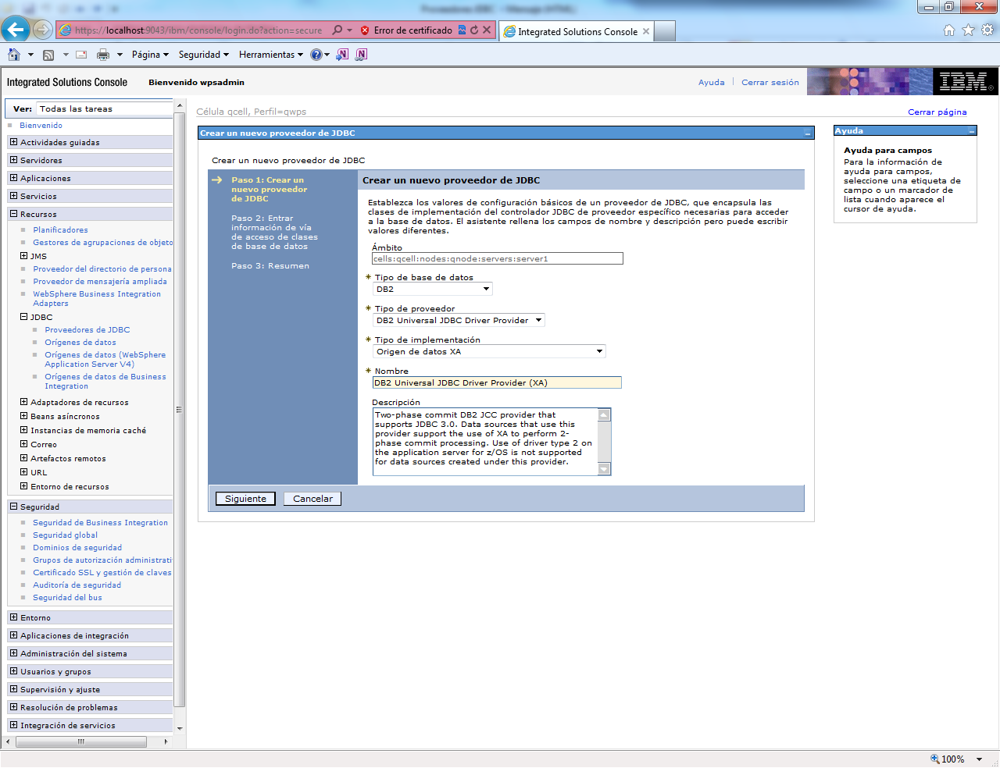 https://localhost:9043/ibm/console/login.do?action=secure
Error de certificado
Integrated Solutions Console
Página
Seguridad
Herramientas
Integrated Solutions Console
Bienvenido wpsadmin
Ayuda
Cerrar sesión
IBM
Ver:
Todas las tareas
Bienvenido
Actividades guiadas
Servidores
Aplicaciones
Servicios
Recursos
Planificadores
Gestores de agrupaciones de objeto
JMS
Proveedor del directorio de persona
Proveedor de mensajería ampliada
WebSphere Business Integration
Adapters
JDBC
Proveedores de JDBC
Orígenes de datos
Orígenes de datos (WebSphere
Application Server V4)
Orígenes de datos de Business
Integration
Adaptadores de recursos
Beans asíncronos
Instancias de memoria caché
Correo
Artefactos remotos
URL
Entorno de recursos
Seguridad
Seguridad de Business Integration
Seguridad global
Dominios de seguridad
Grupos de autorización administrati
Certificado SSL y gestión de claves
Auditoría de seguridad
Seguridad del bus
Entorno
Aplicaciones de integración
Administración del sistema
Usuarios y grupos
Supervisión y ajuste
Resolución de problemas
Integración de servicios
Célula qcell, Perfil=qwps
Cerrar página
Crear un nuevo proveedor de JDBC
Crear un nuevo proveedor de JDBC
Paso 1: Crear un
nuevo proveedor
de JDBC
Paso 2: Entrar
información de vía
de acceso de clases
de base de datos
Paso 3: Resumen
Crear un nuevo proveedor de JDBC
Establezca los valores de configuración básicos de un proveedor de JDBC, que encapsula las
clases de implementación del controlador JDBC de proveedor específico necesarias para acceder
a la base de datos. El asistente rellena los campos de nombre y descripción pero puede escribir
valores diferentes.
Ámbito
cells:qcell:nodes:qnode:servers:server1
* Tipo de base de datos
DB2
* Tipo de proveedor
DB2 Universal JDBC Driver Provider
* Tipo de implementación
Origen de datos XA
* Nombre
DB2 Universal JDBC Driver Provider (XA)
Descripción
Two-phase commit DB2 JCC provider that
supports JDBC 3.0. Data sources that use this
provider support the use of XA to perform 2-
phase commit processing. Use of driver type 2 on
the application server for z/OS is not supported
for data sources created under this provider.
Siguiente
Cancelar
Ayuda
Ayuda para campos
Para la información de
ayuda para campos,
seleccione una etiqueta de
campo o un marcador de
lista cuando aparece el
cursor de ayuda.
100%